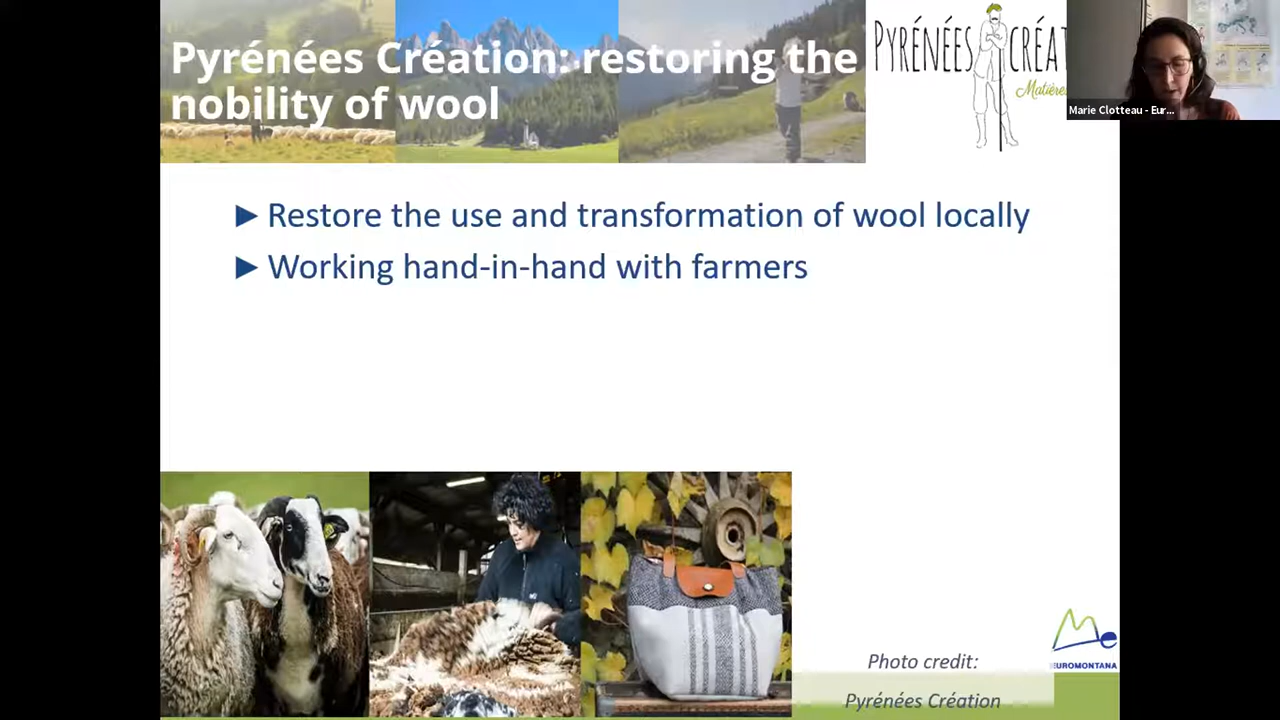 Pyrénées Création: restoring the
nobility of wool
PYRÉNÉES CRÉAT
Matière
Marie Clotteau - Eur...
►Restore the use and transformation of wool locally
►Working hand-in-hand with farmers
EUROMONTANA
Photo credit:
Pyrénées Création